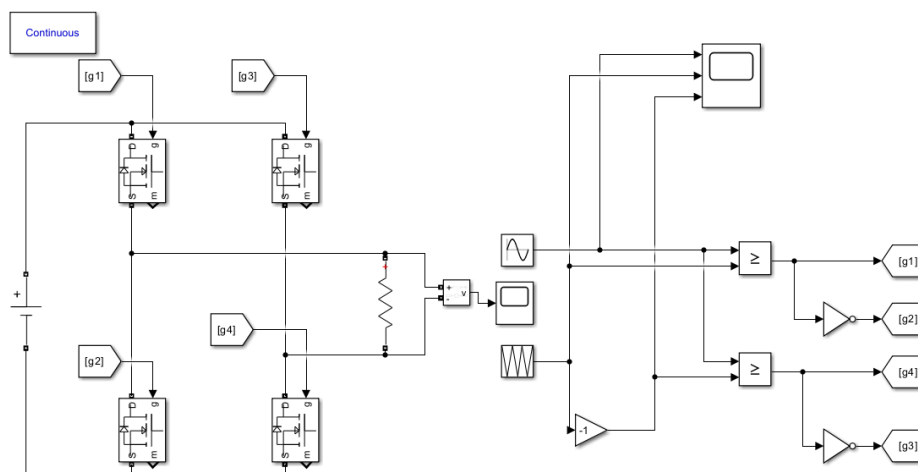 Continuous
[g1]
[g3]
D
g
S
m
D
g
S
m
+
+
-
v
[g4]
[g2]
D
g
S
m
D
g
S
m
+
≥
[g1]
[g2]
≥
[g4]
-1
[g3]